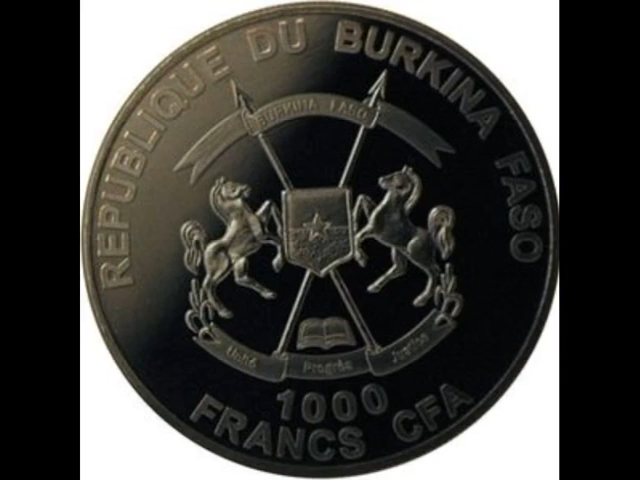 REPUBLIQUE DU BURKINA FASO
BURKINA FASO
Unité Progrès Justice
1000
FRANCS CFA